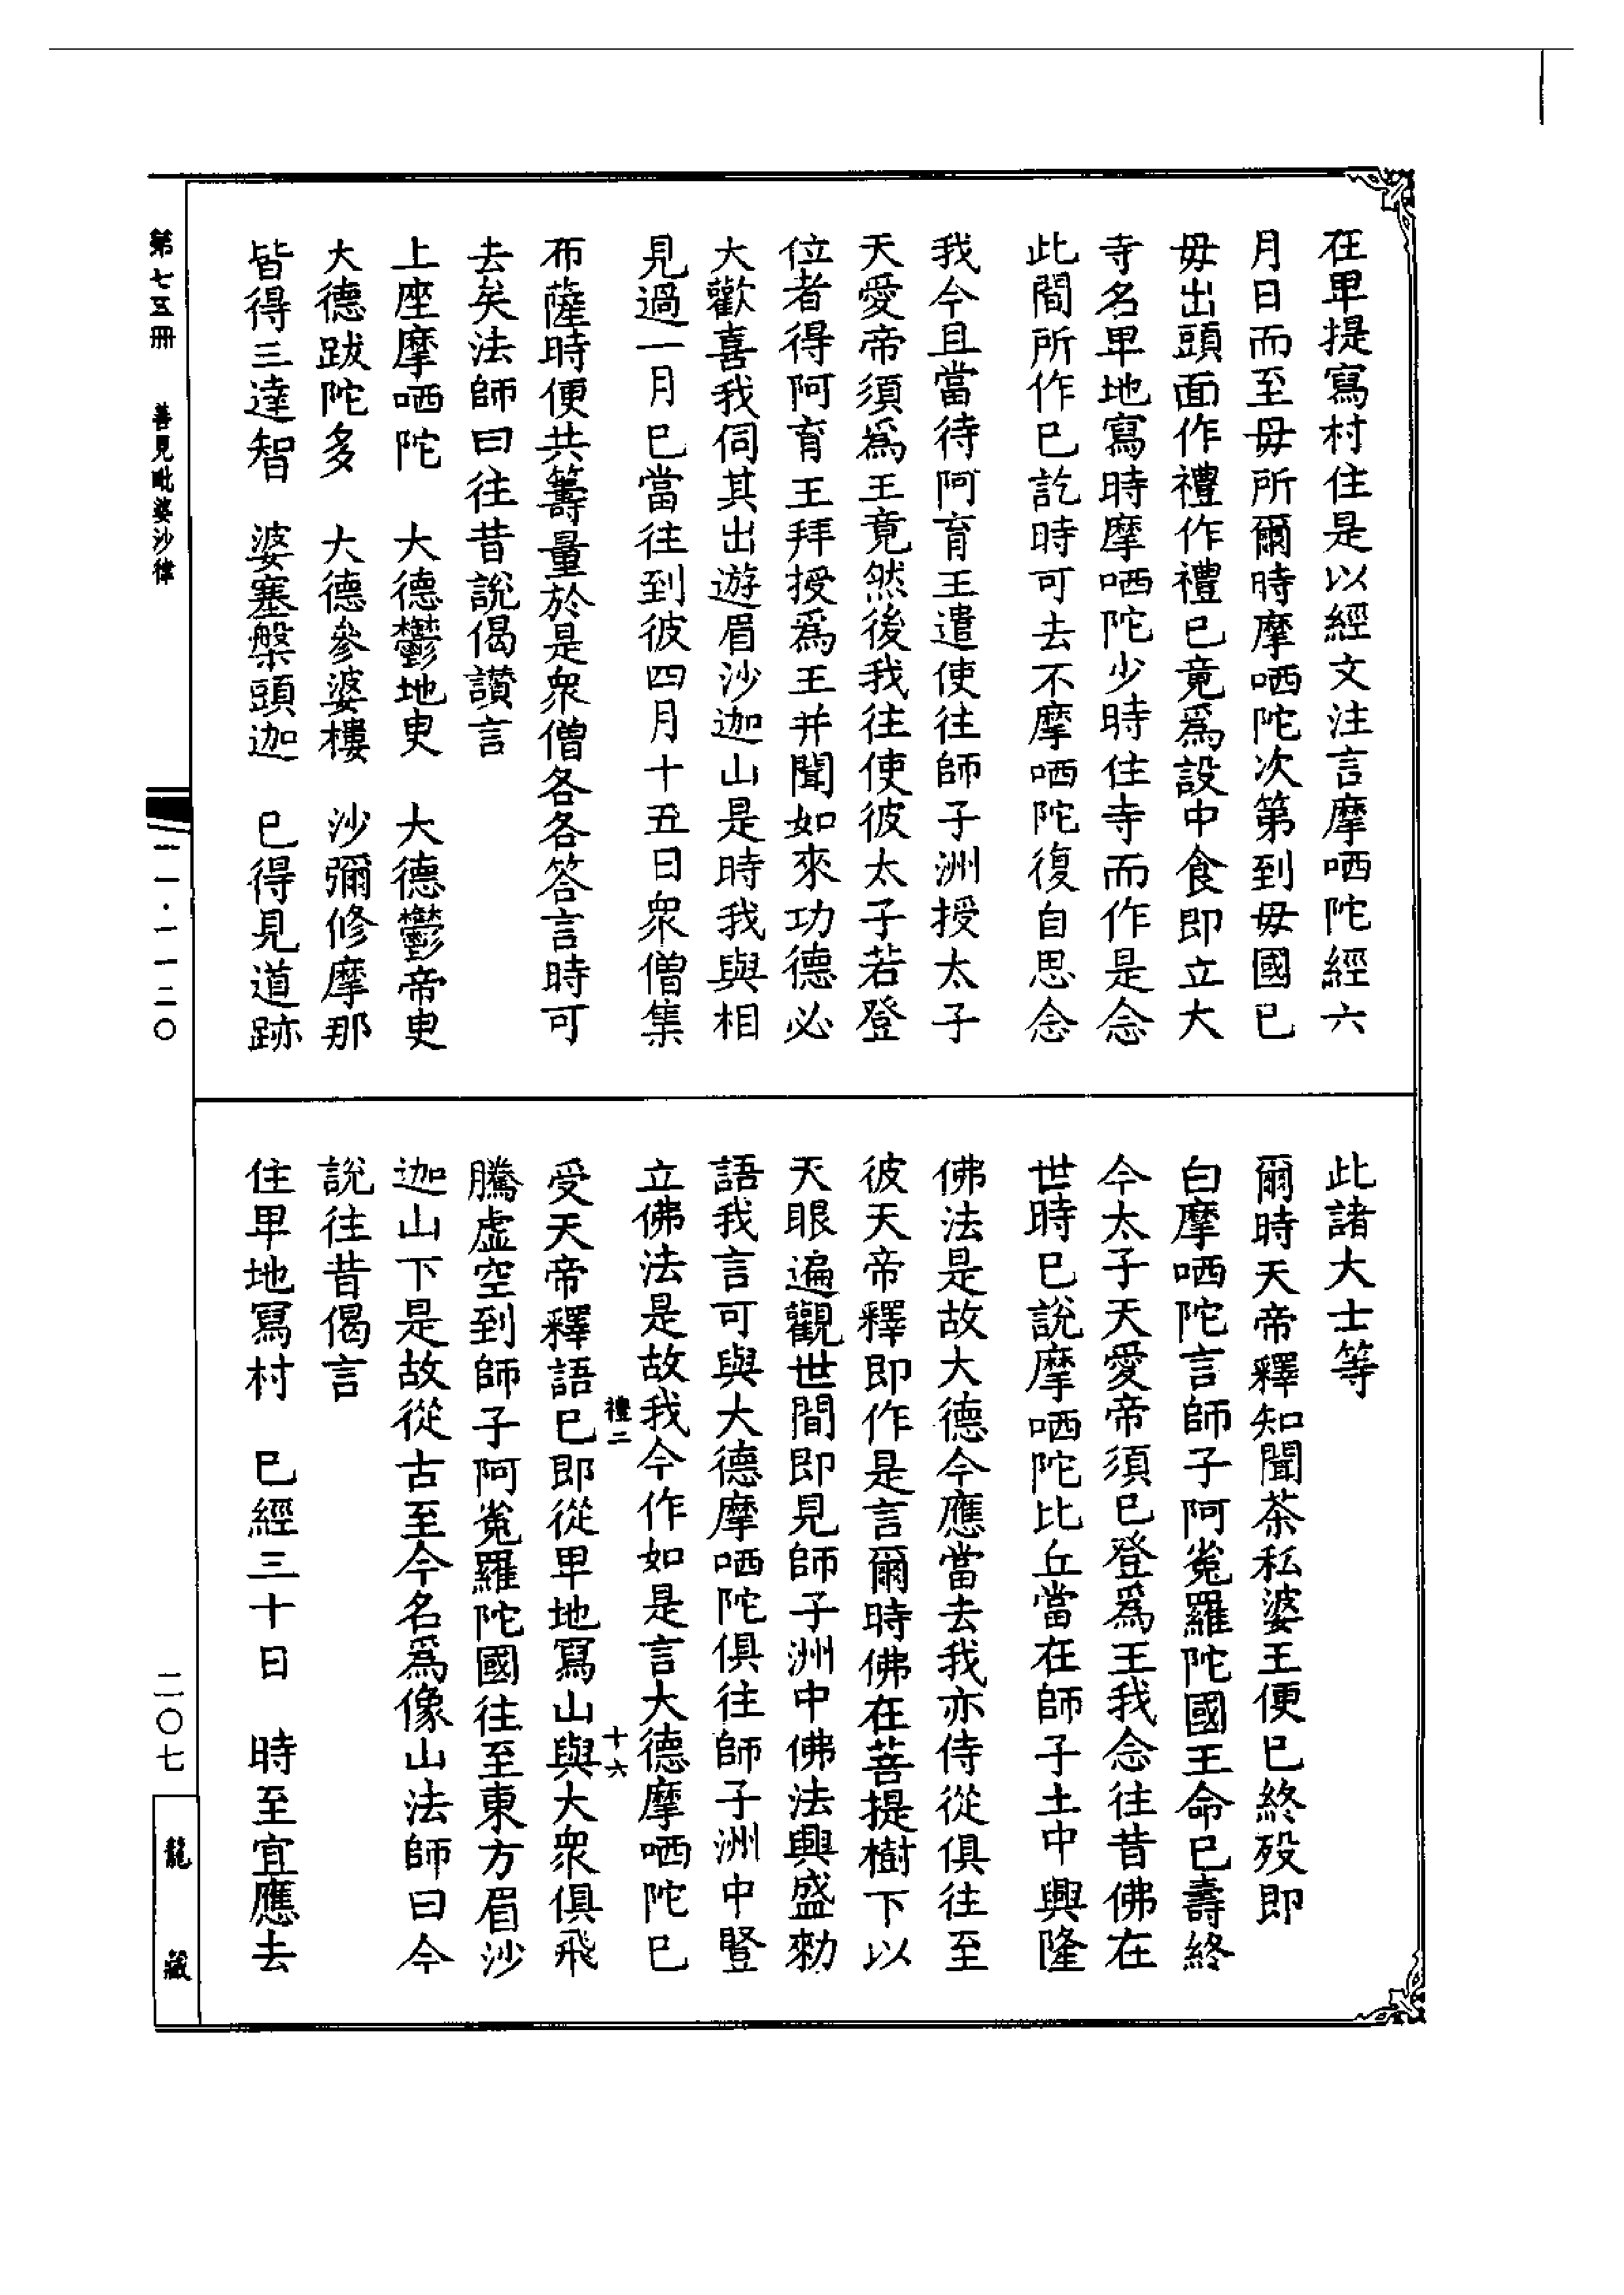 在卑提寫村住是以經文注言摩哂陀經六
月日而至毋所爾時摩哂陀次第到毋國已
毋出頭面作禮作禮已竟爲設中食即立大
寺名卑地寫時摩哂陀少時住寺而作是念
此間所作已訖時可去不摩哂陀復自思念
我今且當待阿育王遣使往師子洲授太子
天愛帝須爲王竟然後我往使彼太子若登
位者得阿育王拜授爲王并聞如來功德必
大歡喜我伺其出遊眉沙迦山是時我與相
見過一月已當往到彼四月十五日衆僧集
布薩時便共籌量於是衆僧各各答言時可
去矣法師曰往昔說偈讚言
上座摩哂陀　大德鬱地臾　大德鬱帝臾
大德跋陀多　大德參婆樓　沙彌修摩那
皆得三達智　婆塞槃頭迦　已得見道跡
此諸大士等
爾時天帝釋知聞茶私婆王便已終歿即
白摩哂陀言師子阿㝹羅陀國王命已壽終
今太子天愛帝須已登爲王我念往昔佛在
世時已說摩哂陀比丘當在師子土中興隆
佛法是故大德今應當去我亦侍從俱往至
彼天帝釋即作是言爾時佛在菩提樹下以
天眼遍觀世間即見師子洲中佛法興盛勑
語我言可與大德摩哂陀俱往師子洲中豎
立佛法是故我今作如是言大德摩哂陀已
禮二　十六
受天帝釋語已即從卑地寫山與大衆俱飛
騰虛空到師子阿㝹羅陀國往至東方眉沙
迦山下是故從古至今名爲像山法師曰今
說往昔偈言
住卑地寫村　已經三十日　時至宜應去
第七五冊　善見毗婆沙律
一一·一一二〇
二〇七
龍藏